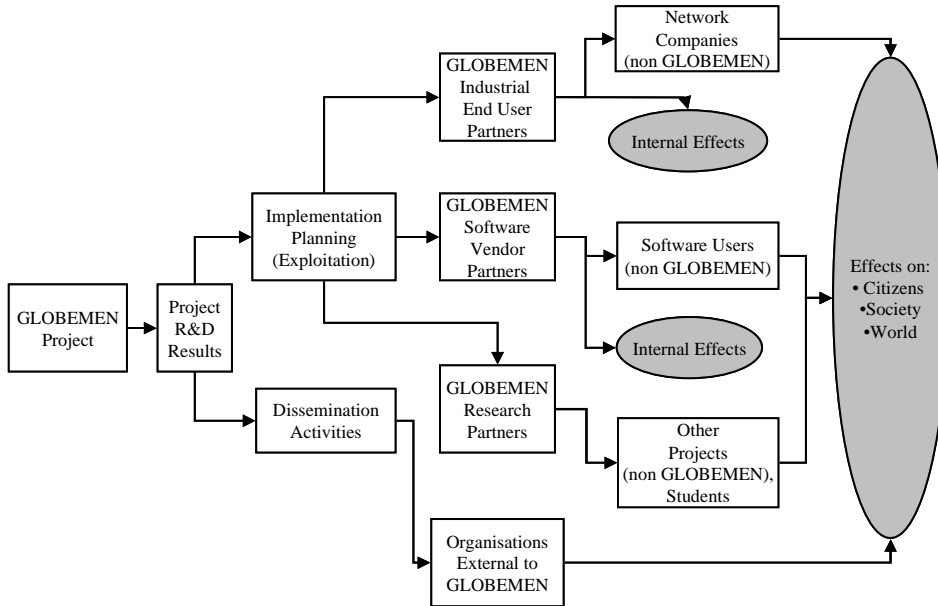 GLOBEMEN
Project
Project
R&D
Results
Implementation
Planning
(Exploitation)
Dissemination
Activities
GLOBEMEN
Industrial
End User
Partners
GLOBEMEN
Software
Vendor
Partners
GLOBEMEN
Research
Partners
Organisations
External to
GLOBEMEN
Network
Companies
(non GLOBEMEN)
Internal Effects
Software Users
(non GLOBEMEN)
Internal Effects
Other
Projects
(non GLOBEMEN),
Students
Effects on:
• Citizens
•Society
•World